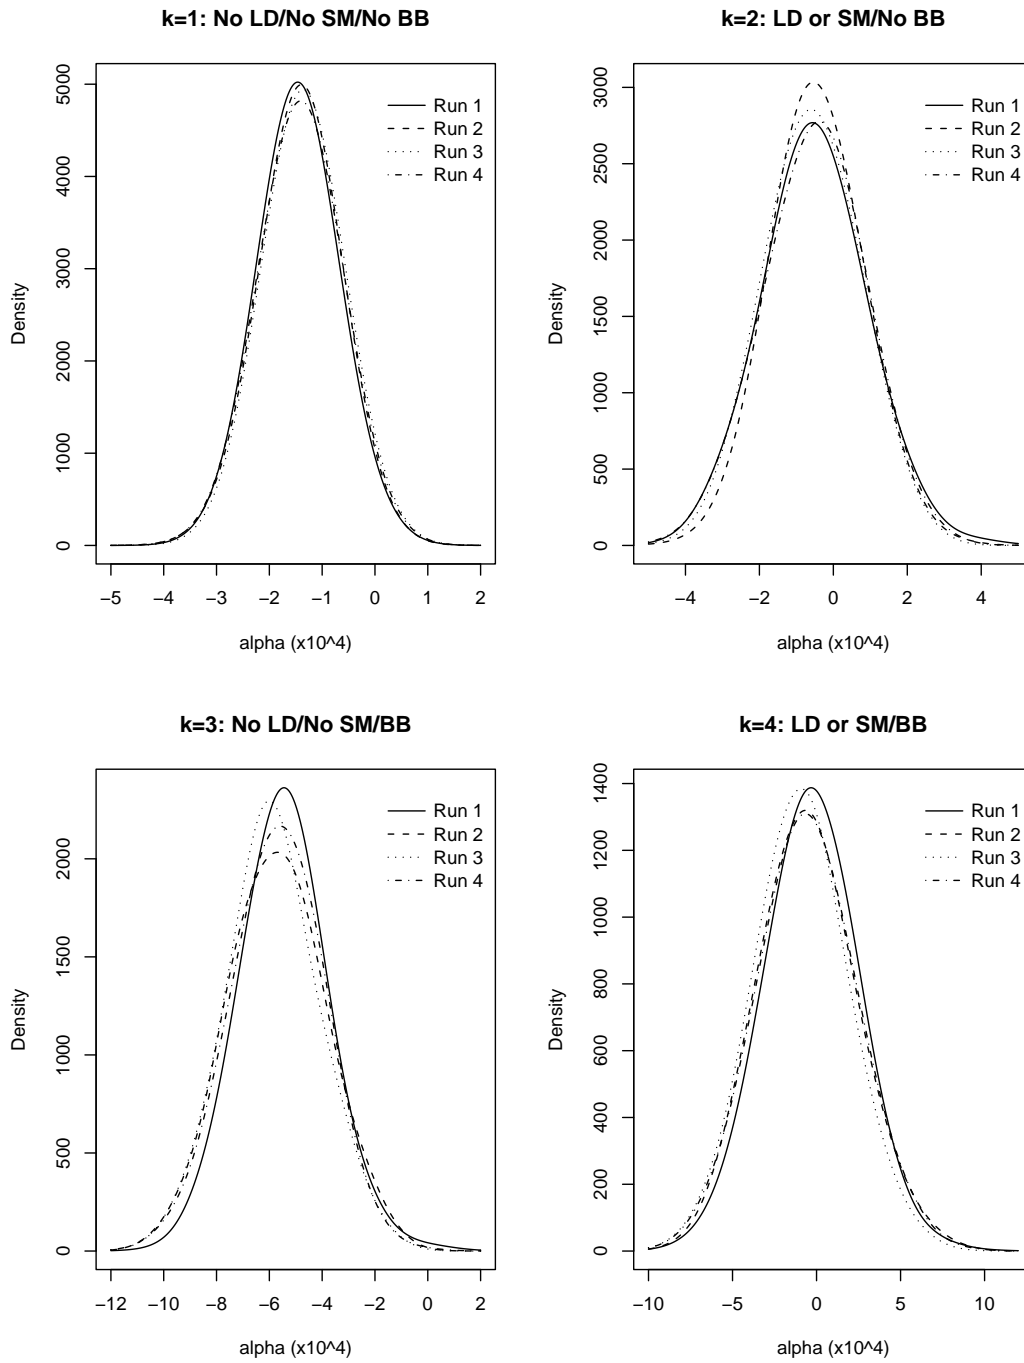 k=1: No LD/No SM/No BB
Density
5000
4000
3000
2000
1000
0
Run 1
Run 2
Run 3
Run 4
−5 −4 −3 −2 −1 0 1 2
alpha (x10^4)
k=2: LD or SM/No BB
Density
3000
2500
2000
1500
1000
500
0
Run 1
Run 2
Run 3
Run 4
−4 −2 0 2 4
alpha (x10^4)
k=3: No LD/No SM/BB
Density
2000
1500
1000
500
0
Run 1
Run 2
Run 3
Run 4
−12 −10 −8 −6 −4 −2 0 2
alpha (x10^4)
k=4: LD or SM/BB
Density
1400
1200
1000
800
600
400
200
0
Run 1
Run 2
Run 3
Run 4
−10 −5 0 5 10
alpha (x10^4)